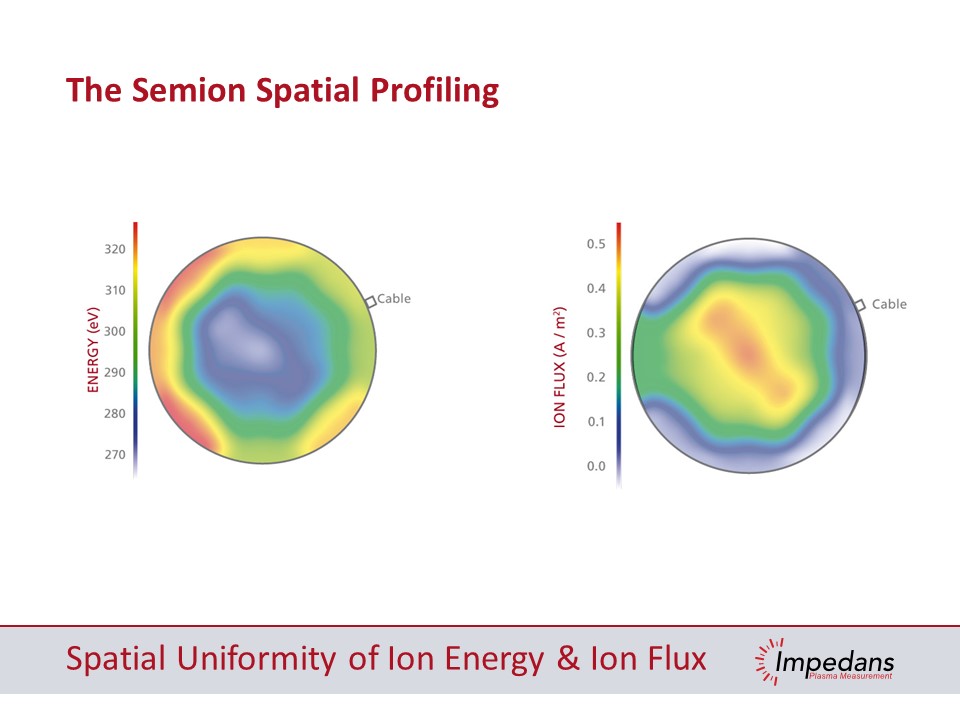 The Semion Spatial Profiling
ENERGY (eV)
320
310
300
290
280
270
Cable
ION FLUX (A / m²)
0.5
0.4
0.3
0.2
0.1
0.0
Cable
Spatial Uniformity of Ion Energy & Ion Flux
Impedans
Plasma Measurement